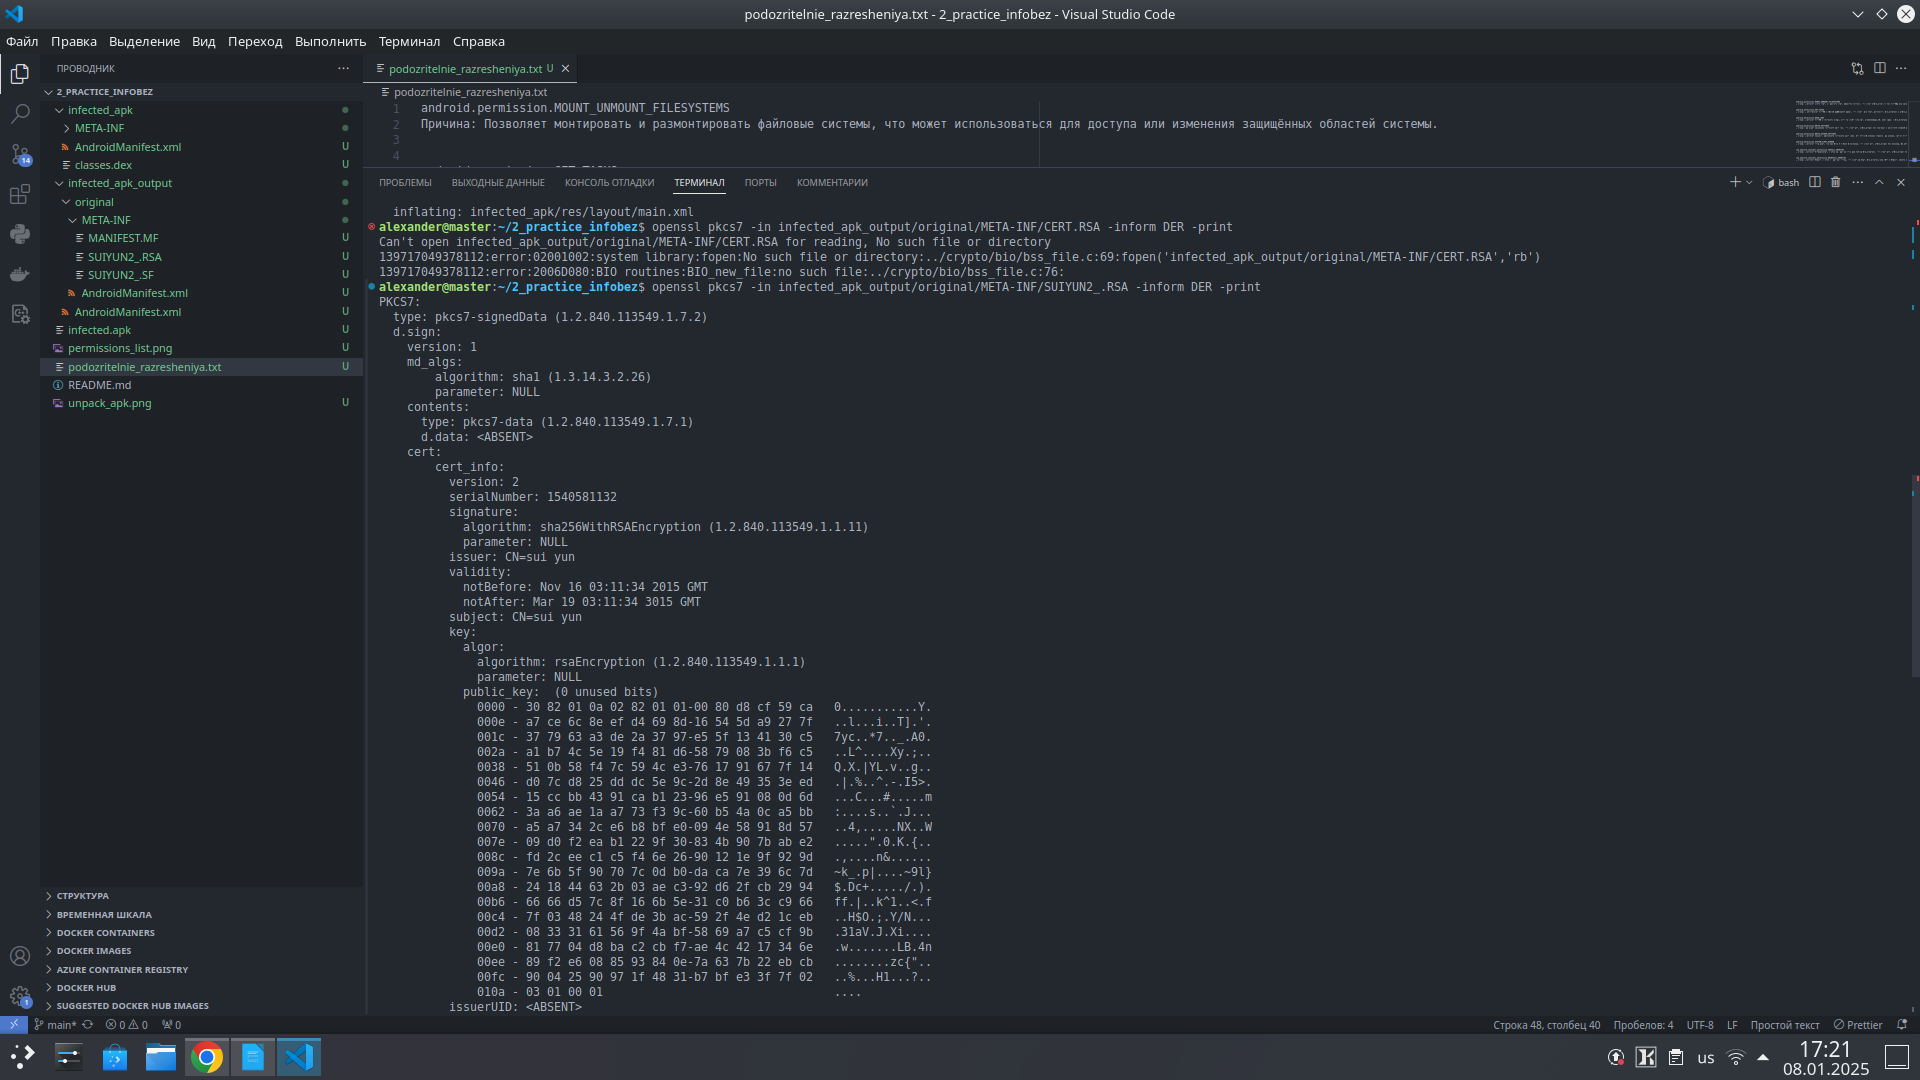 podozritelnie_razresheniya.txt - 2_practice_infobez - Visual Studio Code
Файл Правка Выделение Вид Переход Выполнить Терминал Справка
ПРОВОДНИК
2_PRACTICE_INFOBEZ
infected_apk
META-INF
AndroidManifest.xml U
classes.dex U
infected_apk_output
original
META-INF
MANIFEST.MF U
SUIYUN2_.RSA U
SUIYUN2_.SF U
AndroidManifest.xml U
AndroidManifest.xml U
infected.apk U
permissions_list.png U
podozritelnie_razresheniya.txt U
README.md
unpack_apk.png U
СТРУКТУРА
ВРЕМЕННАЯ ШКАЛА
DOCKER CONTAINERS
DOCKER IMAGES
AZURE CONTAINER REGISTRY
DOCKER HUB
SUGGESTED DOCKER HUB IMAGES
14
1
podozritelnie_razresheniya.txt U
podozritelnie_razresheniya.txt
1 android.permission.MOUNT_UNMOUNT_FILESYSTEMS
2 Причина: Позволяет монтировать и размонтировать файловые системы, что может использоваться для доступа или изменения защищённых областей системы.
3
4
ПРОБЛЕМЫ ВЫХОДНЫЕ ДАННЫЕ КОНСОЛЬ ОТЛАДКИ ТЕРМИНАЛ ПОРТЫ КОММЕНТАРИИ
bash
inflating: infected_apk/res/layout/main.xml
alexander@master:~/2_practice_infobez$ openssl pkcs7 -in infected_apk_output/original/META-INF/CERT.RSA -inform DER -print
Can't open infected_apk_output/original/META-INF/CERT.RSA for reading, No such file or directory
139717049378112:error:02001002:system library:fopen:No such file or directory:../crypto/bio/bss_file.c:69:fopen('infected_apk_output/original/META-INF/CERT.RSA','rb')
139717049378112:error:2006D080:BIO routines:BIO_new_file:no such file:../crypto/bio/bss_file.c:76:
alexander@master:~/2_practice_infobez$ openssl pkcs7 -in infected_apk_output/original/META-INF/SUIYUN2_.RSA -inform DER -print
PKCS7:
type: pkcs7-signedData (1.2.840.113549.1.7.2)
d.sign:
version: 1
md_algs:
algorithm: sha1 (1.3.14.3.2.26)
parameter: NULL
contents:
type: pkcs7-data (1.2.840.113549.1.7.1)
d.data: <ABSENT>
cert:
cert_info:
version: 2
serialNumber: 1540581132
signature:
algorithm: sha256WithRSAEncryption (1.2.840.113549.1.1.11)
parameter: NULL
issuer: CN=sui yun
validity:
notBefore: Nov 16 03:11:34 2015 GMT
notAfter: Mar 19 03:11:34 3015 GMT
subject: CN=sui yun
key:
algor:
algorithm: rsaEncryption (1.2.840.113549.1.1.1)
parameter: NULL
public_key: (0 unused bits)
0000 - 30 82 01 0a 02 82 01 01-00 80 d8 cf 59 ca 0...........Y.
000e - a7 ce 6c 8e ef d4 69 8d-16 54 5d a9 27 7f ..l...i..T].'.
001c - 37 79 63 a3 de 2a 37 97-e5 5f 13 41 30 c5 7yc..*7.._.A0.
002a - a1 b7 4c 5e 19 f4 81 d6-58 79 08 3b f6 c5 ..L^....Xy.;..
0038 - 51 0b 58 f4 7c 59 4c e3-76 17 91 67 7f 14 Q.X.|YL.v..g..
0046 - d0 7c d8 25 dd dc 5e 9c-2d 8e 49 35 3e ed .|.%..^.-.I5>.
0054 - 15 cc bb 43 91 ca b1 23-96 e5 91 08 0d 6d ...C...#.....m
0062 - 3a a6 ae 1a a7 73 f3 9c-60 b5 4a 0c a5 bb :....s..`.J...
0070 - a5 a7 34 2c e6 b8 bf e0-09 4e 58 91 8d 57 ..4,.....NX..W
007e - 09 d0 f2 ea b1 22 9f 30-83 4b 90 7b ab e2 .....".0.K.{..
008c - fd 2c ee c1 c5 f4 6e 26-90 12 1e 9f 92 9d .,....n&......
009a - 7e 6b 5f 90 70 7c 0d b0-da ca 7e 39 6c 7d ~k_.p|....~9l}
00a8 - 24 18 44 63 2b 03 ae c3-92 d6 2f cb 29 94 $.Dc+...../.).
00b6 - 66 66 d5 7c 8f 16 6b 5e-31 c0 b6 3c c9 66 ff.|..k^1..<.f
00c4 - 7f 03 48 24 4f de 3b ac-59 2f 4e d2 1c eb ..H$O.;.Y/N...
00d2 - 08 33 31 61 56 9f 4a bf-58 69 a7 c5 cf 9b .31aV.J.Xi....
00e0 - 81 77 04 d8 ba c2 cb f7-ae 4c 42 17 34 6e .w.......LB.4n
00ee - 89 f2 e6 08 85 93 84 0e-7a 63 7b 22 eb cb ........zc{"..
00fc - 90 04 25 90 97 1f 48 31-b7 bf e3 3f 7f 02 ..%...H1...?..
010a - 03 01 00 01 ....
issuerUID: <ABSENT>
main* 0 0 0
Строка 48, столбец 40 Пробелов: 4 UTF-8 LF Простой текст Prettier
us 17:21
08.01.2025